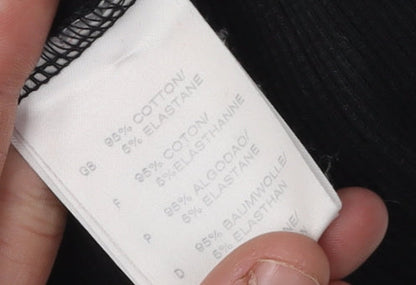 GB 95% COTTON/
5% ELASTANE
F 95% COTON/
5% ELASTHANNE
P 95% ALGODAO/
5% ELASTANE
D 95% BAUMWOLLE/
5% ELASTHAN